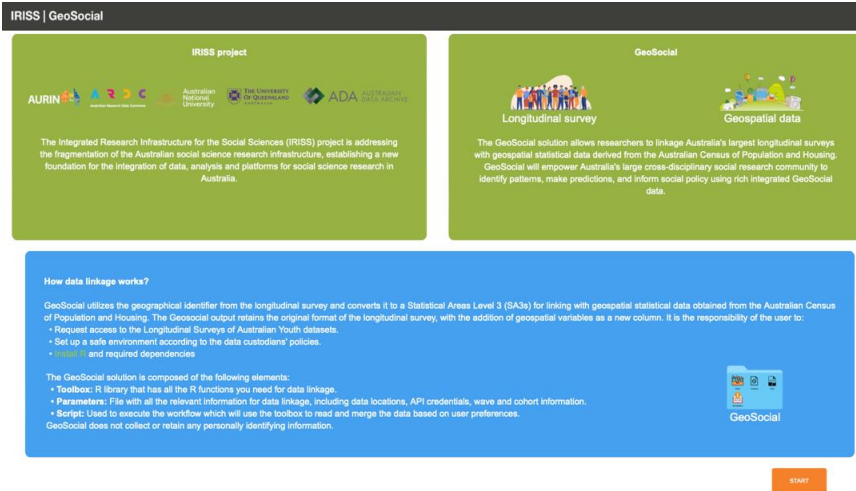 IRISS | GeoSocial
IRISS project
AURIN
A R D C
Australian Research Data Commons
Australian
National
University
THE UNIVERSITY
OF QUEENSLAND
AUSTRALIA
ADA AUSTRALIAN
DATA ARCHIVE
The Integrated Research Infrastructure for the Social Sciences (IRISS) project is addressing
the fragmentation of the Australian social science research infrastructure, establishing a new
foundation for the integration of data, analysis and platforms for social science research in
Australia.
GeoSocial
Longitudinal survey
Geospatial data
The GeoSocial solution allows researchers to linkage Australia's largest longitudinal surveys
with geospatial statistical data derived from the Australian Census of Population and Housing.
GeoSocial will empower Australia's large cross-disciplinary social research community to
identify patterns, make predictions, and inform social policy using rich integrated GeoSocial
data.
How data linkage works?
GeoSocial utilizes the geographical identifier from the longitudinal survey and converts it to a Statistical Areas Level 3 (SA3s) for linking with geospatial statistical data obtained from the Australian Census
of Population and Housing. The Geosocial output retains the original format of the longitudinal survey, with the addition of geospatial variables as a new column. It is the responsibility of the user to:
• Request access to the Longitudinal Surveys of Australian Youth datasets.
• Set up a safe environment according to the data custodians' policies.
• Install R and required dependencies
The GeoSocial solution is composed of the following elements:
• Toolbox: R library that has all the R functions you need for data linkage.
• Parameters: File with all the relevant information for data linkage, including data locations, API credentials, wave and cohort information.
• Script: Used to execute the workflow which will use the toolbox to read and merge the data based on user preferences.
GeoSocial does not collect or retain any personally identifying information.
GeoSocial
START